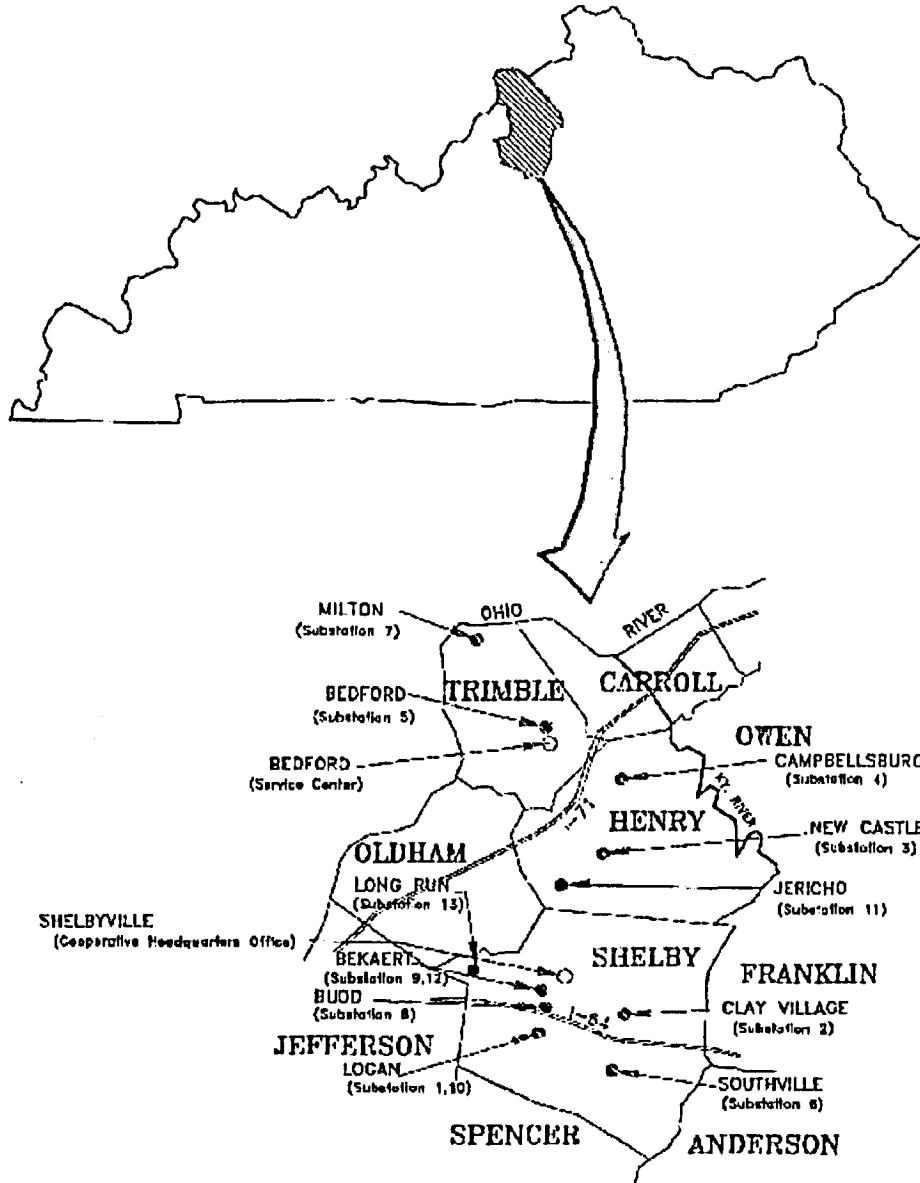 OHIO
RIVER
MILTON
(Substation 7)
TRIMBLE
CARROLL
BEDFORD
(Substation 5)
OWEN
BEDFORD
(Service Center)
CAMPBELLSBURG
(Substation 4)
KY. RIVER
I-71
HENRY
NEW CASTLE
(Substation 3)
OLDHAM
LONG RUN
(Substation 13)
JERICHO
(Substation 11)
SHELBYVILLE
(Cooperative Headquarters Office)
SHELBY
BEKAERT
(Substation 9,12)
FRANKLIN
BUDD
(Substation 8)
I-64
CLAY VILLAGE
(Substation 2)
JEFFERSON
LOGAN
(Substation 1,10)
SOUTHVILLE
(Substation 6)
SPENCER
ANDERSON